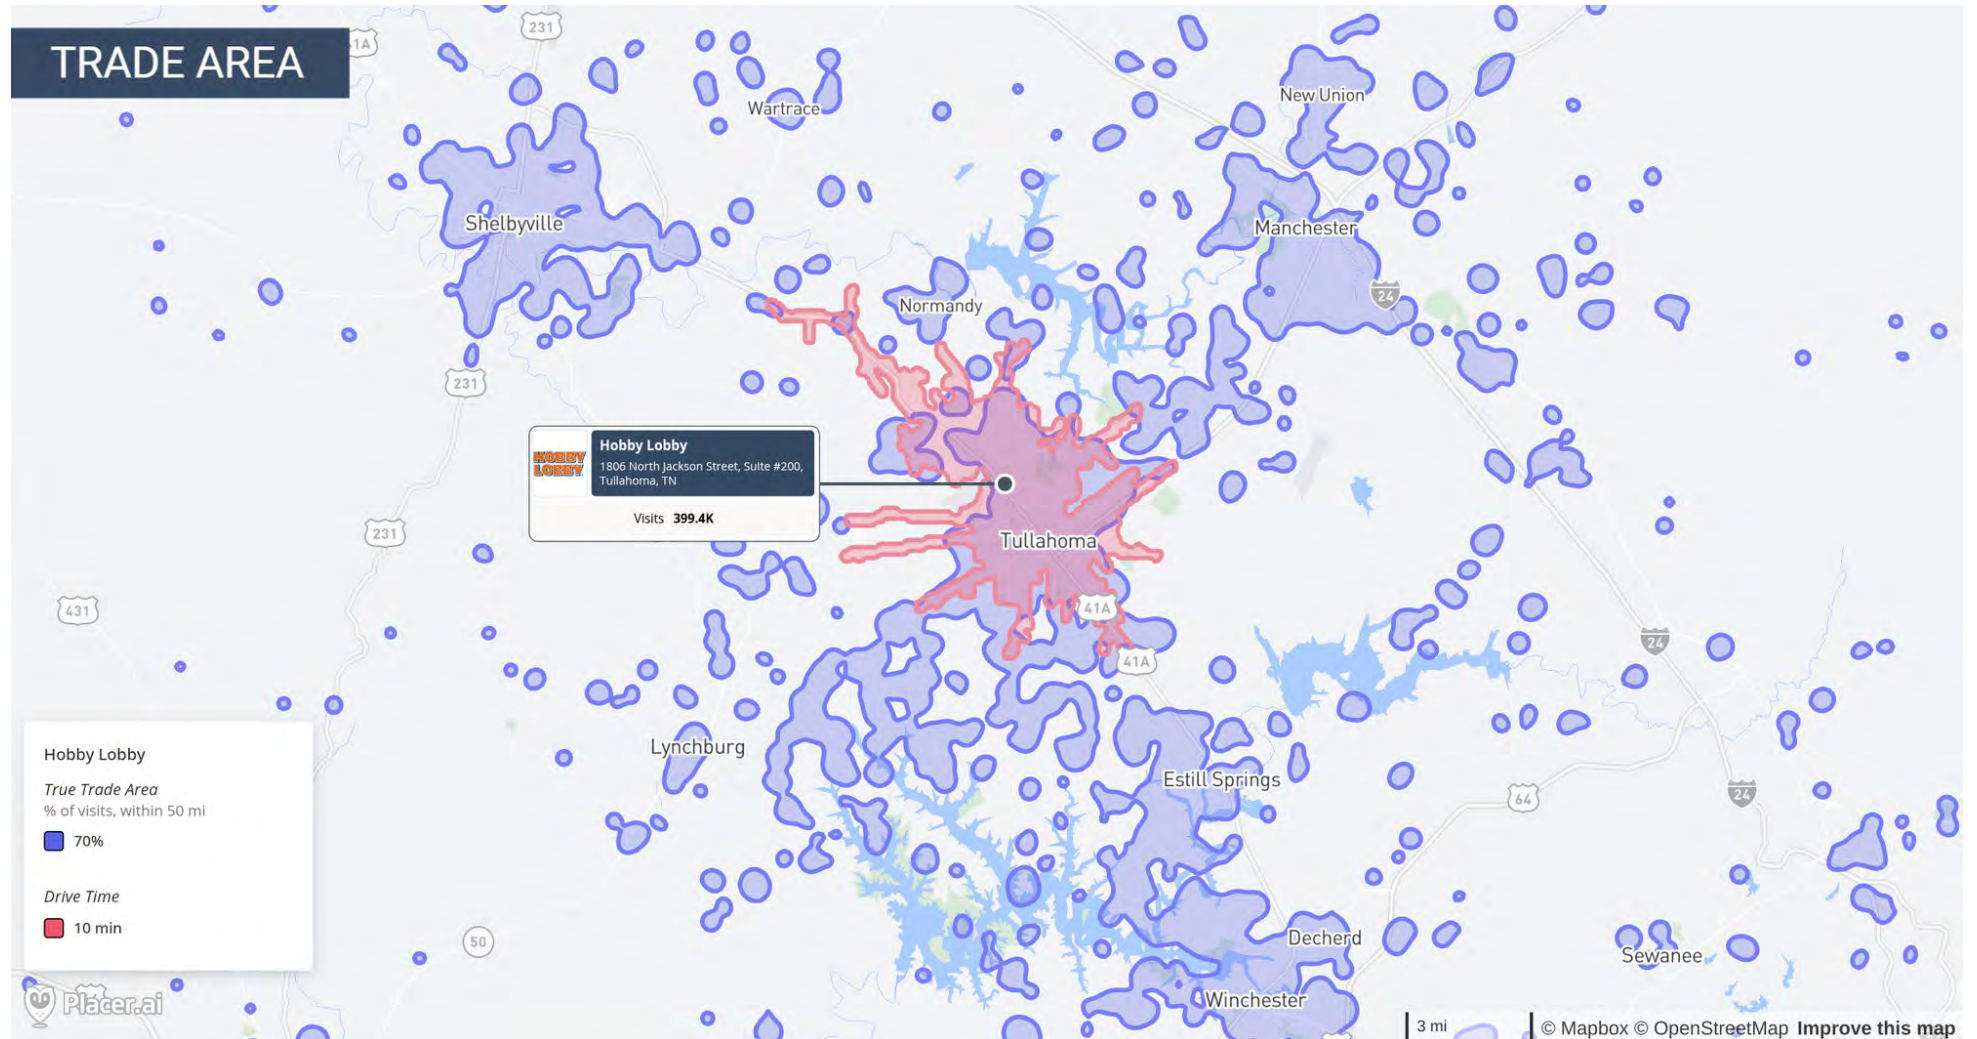 231
41A
TRADE AREA
New Union
Wartrace
Shelbyville
Manchester
24
Normandy
231
HOBBY
LOBBY
Hobby Lobby
1806 North Jackson Street, Suite #200,
Tullahoma, TN
Visits 399.4K
231
Tullahoma
431
41A
24
41A
Lynchburg
Hobby Lobby
True Trade Area
% of visits, within 50 mi
70%
Drive Time
10 min
Estill Springs
64
24
50
Decherd
Sewanee
Winchester
Placer.ai
3 mi
© Mapbox © OpenStreetMap Improve this map